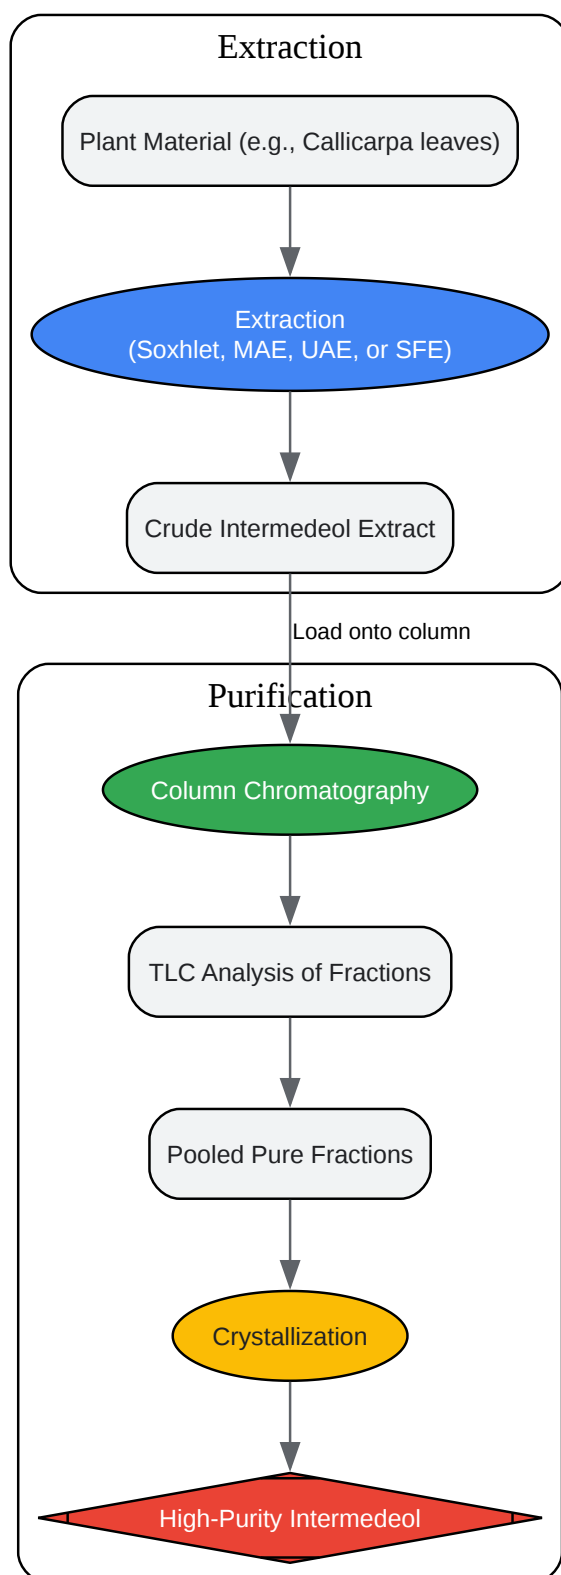 Extraction
Plant Material (e.g., Callicarpa leaves)
Extraction
(Soxhlet, MAE, UAE, or SFE)
Crude Intermedeol Extract
Load onto column
Purification
Column Chromatography
TLC Analysis of Fractions
Pooled Pure Fractions
Crystallization
High-Purity Intermedeol